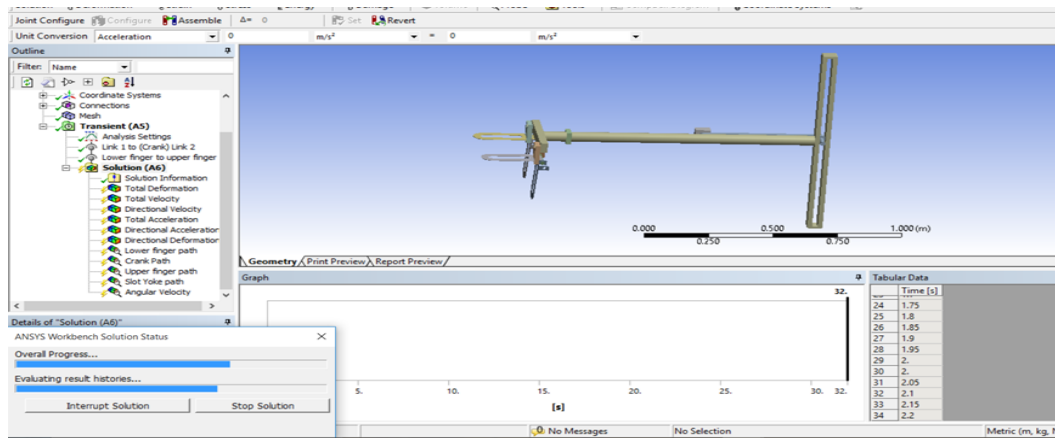 Joint Configure Configure Assemble Δ= 0 Set Revert
Unit Conversion Acceleration 0 m/s² = 0 m/s²
Outline
Filter: Name
Coordinate Systems
Connections
Mesh
Transient (A5)
Analysis Settings
Link 1 to (Crank) Link 2
Lower finger to upper finger
Solution (A6)
Solution Information
Total Deformation
Total Velocity
Directional Velocity
Total Acceleration
Directional Acceleration
Directional Deformation
Lower finger path
Crank Path
Upper finger path
Slot Yoke path
Angular Velocity
Details of "Solution (A6)"
ANSYS Workbench Solution Status
Overall Progress...
Evaluating result histories...
Interrupt Solution Stop Solution
0.000 0.500 1.000 (m)
0.250 0.750
Geometry Print Preview Report Preview
Graph
32.
5. 10. 15. 20. 25. 30. 32.
[s]
Tabular Data
Time [s]
24 1.75
25 1.8
26 1.85
27 1.9
28 1.95
29 2.
30 2.
31 2.05
32 2.1
33 2.15
34 2.2
0 No Messages No Selection Metric (m, kg,